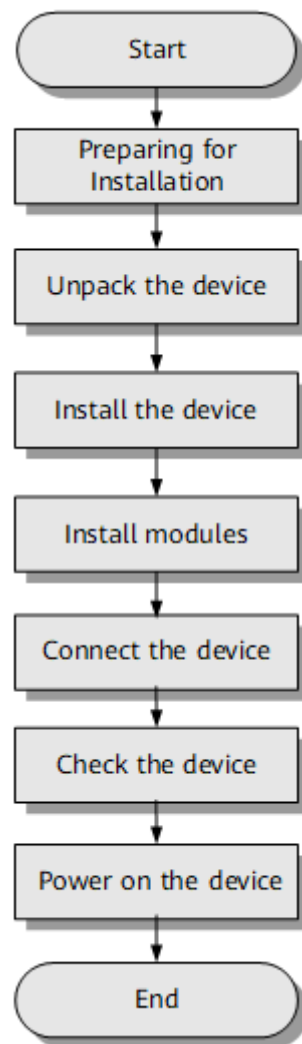 Start
Preparing for
Installation
Unpack the device
Install the device
Install modules
Connect the device
Check the device
Power on the device
End